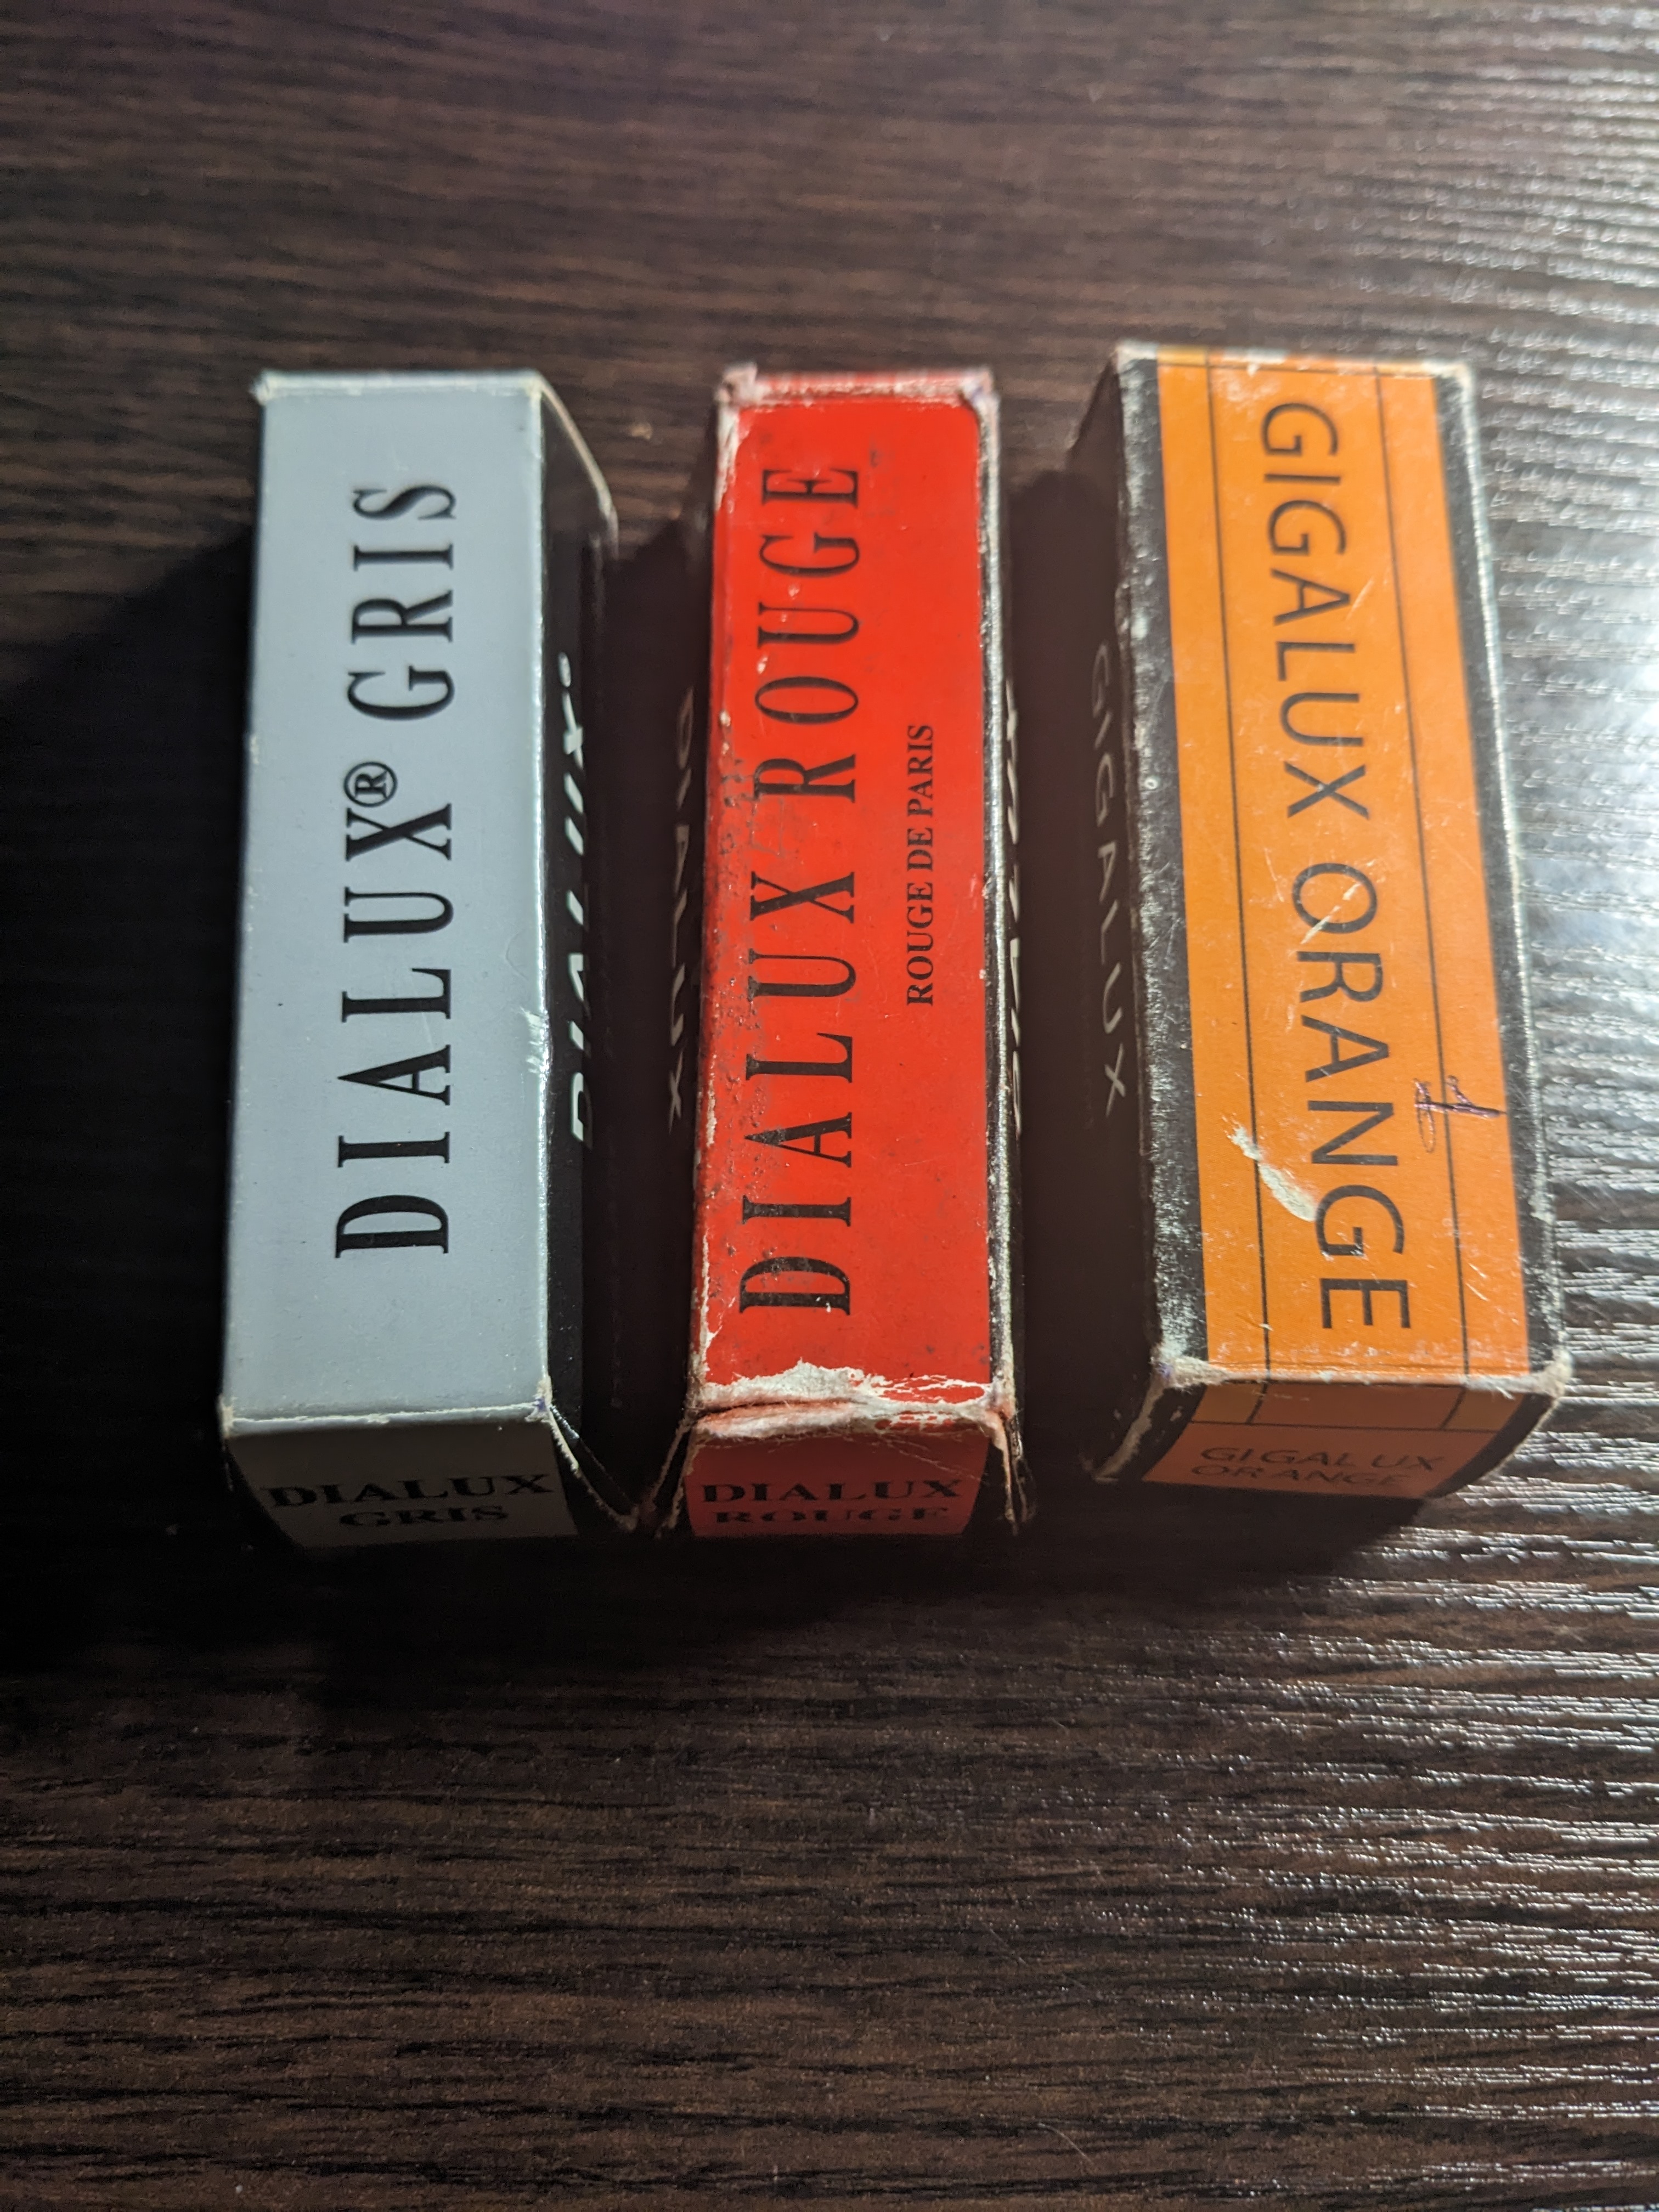 DIALUX® GRIS
DIALUX
GRIS
DIALUX®
DIALUX
DIALUX ROUGE
ROUGE DE PARIS
DIALUX
ROUGE
GIGALUX
GIGALUX ORANGE
GIGALUX
ORANGE